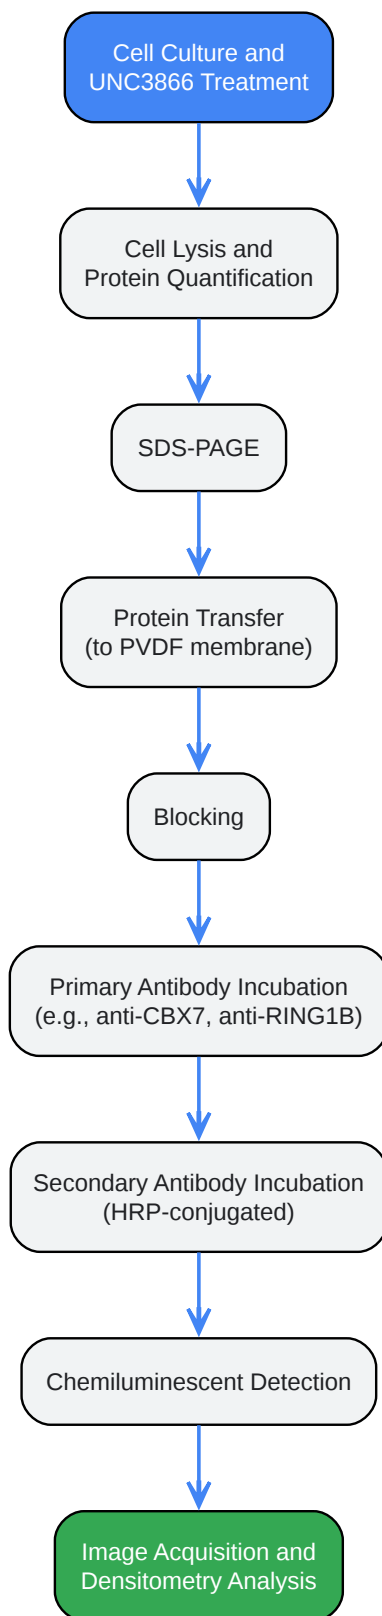 Cell Culture and
UNC3866 Treatment
Cell Lysis and
Protein Quantification
SDS-PAGE
Protein Transfer
(to PVDF membrane)
Blocking
Primary Antibody Incubation
(e.g., anti-CBX7, anti-RING1B)
Secondary Antibody Incubation
(HRP-conjugated)
Chemiluminescent Detection
Image Acquisition and
Densitometry Analysis